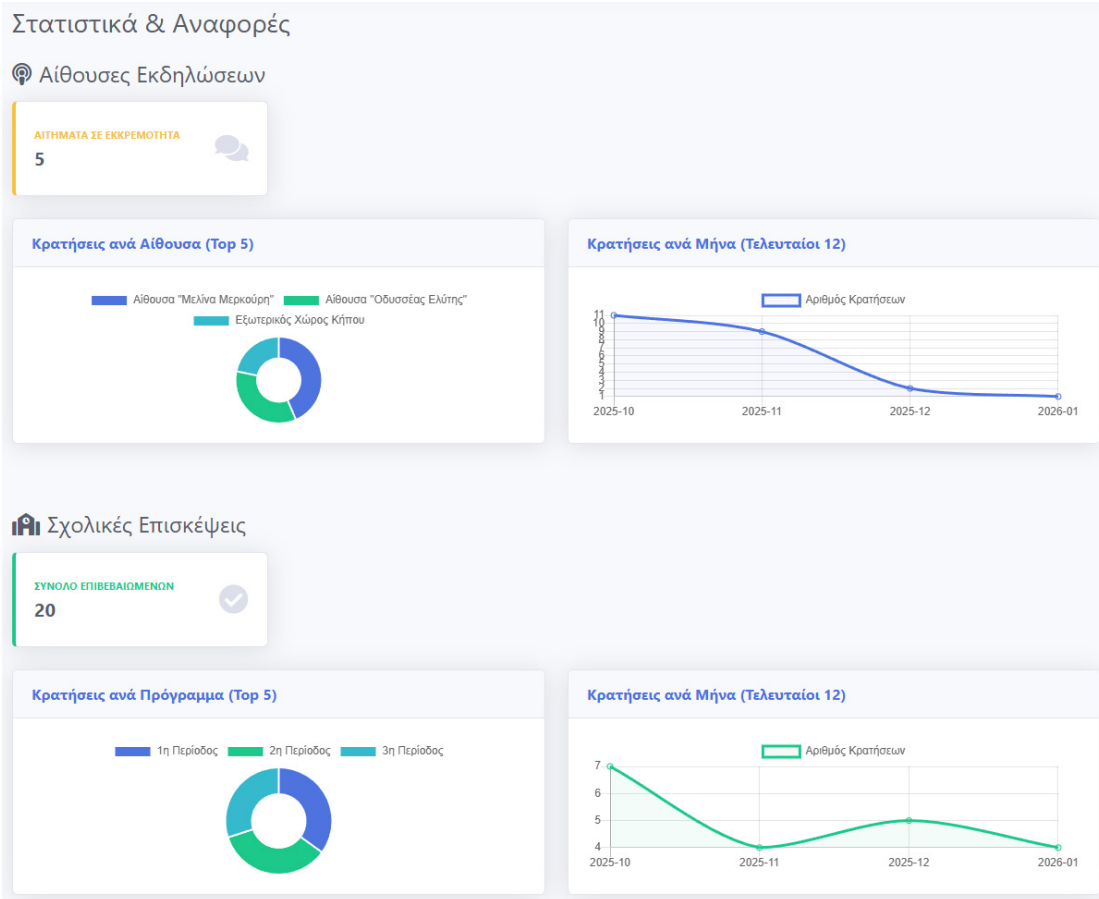 Στατιστικά & Αναφορές
Αίθουσες Εκδηλώσεων
ΑΙΤΗΜΑΤΑ ΣΕ ΕΚΚΡΕΜΟΤΗΤΑ
5
Κρατήσεις ανά Αίθουσα (Top 5)
Αίθουσα "Μελίνα Μερκούρη" Αίθουσα "Οδυσσέας Ελύτης"
Εξωτερικός Χώρος Κήπου
Κρατήσεις ανά Μήνα (Τελευταίοι 12)
Αριθμός Κρατήσεων
11
10
9
8
7
6
5
4
3
2
1
2025-10 2025-11 2025-12 2026-01
Σχολικές Επισκέψεις
ΣΥΝΟΛΟ ΕΠΙΒΕΒΑΙΩΜΕΝΩΝ
20
Κρατήσεις ανά Πρόγραμμα (Top 5)
1η Περίοδος 2η Περίοδος 3η Περίοδος
Κρατήσεις ανά Μήνα (Τελευταίοι 12)
Αριθμός Κρατήσεων
7
6
5
4
2025-10 2025-11 2025-12 2026-01